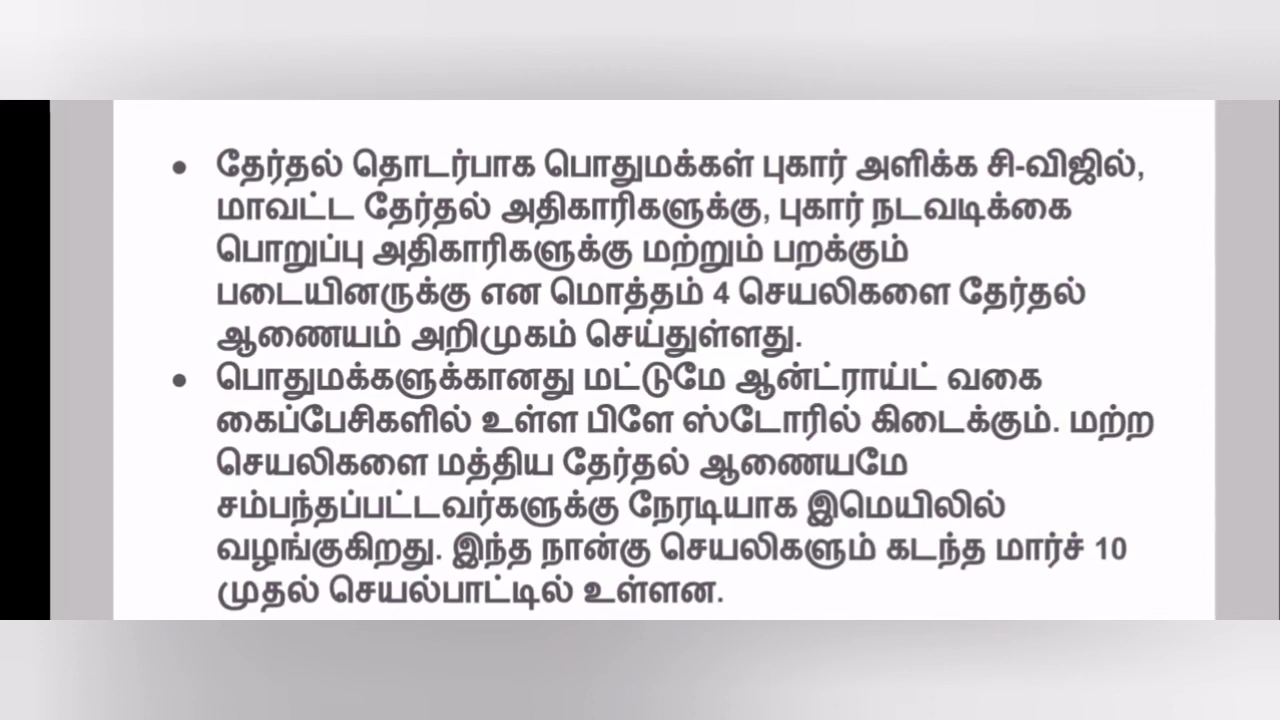 • தேர்தல் தொடர்பாக பொதுமக்கள் புகார் அளிக்க சி-விஜில்,
மாவட்ட தேர்தல் அதிகாரிகளுக்கு, புகார் நடவடிக்கை
பொறுப்பு அதிகாரிகளுக்கு மற்றும் பறக்கும்
படையினருக்கு என மொத்தம் 4 செயலிகளை தேர்தல்
ஆணையம் அறிமுகம் செய்துள்ளது.
• பொதுமக்களுக்கானது மட்டுமே ஆன்ட்ராய்ட் வகை
கைப்பேசிகளில் உள்ள பிளே ஸ்டோரில் கிடைக்கும். மற்ற
செயலிகளை மத்திய தேர்தல் ஆணையமே
சம்பந்தப்பட்டவர்களுக்கு நேரடியாக இமெயிலில்
வழங்குகிறது. இந்த நான்கு செயலிகளும் கடந்த மார்ச் 10
முதல் செயல்பாட்டில் உள்ளன.